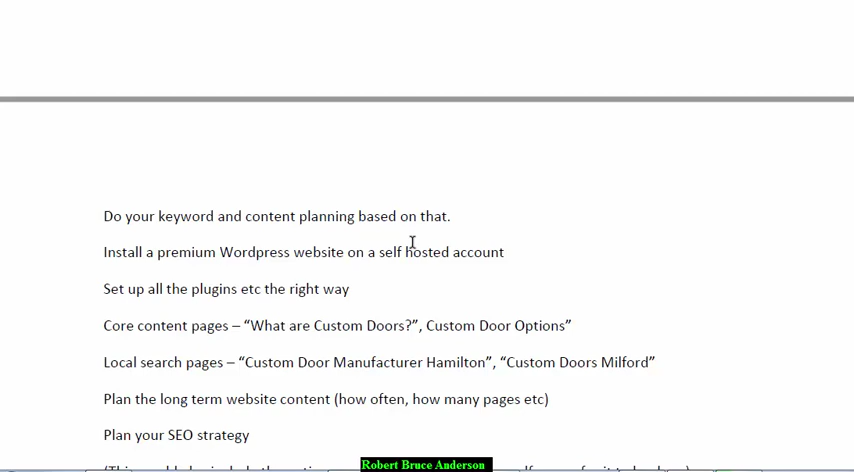 Do your keyword and content planning based on that.
Install a premium Wordpress website on a self hosted account
Set up all the plugins etc the right way
Core content pages – “What are Custom Doors?”, Custom Door Options”
Local search pages – “Custom Door Manufacturer Hamilton”, “Custom Doors Milford”
Plan the long term website content (how often, how many pages etc)
Plan your SEO strategy
Robert Bruce Anderson